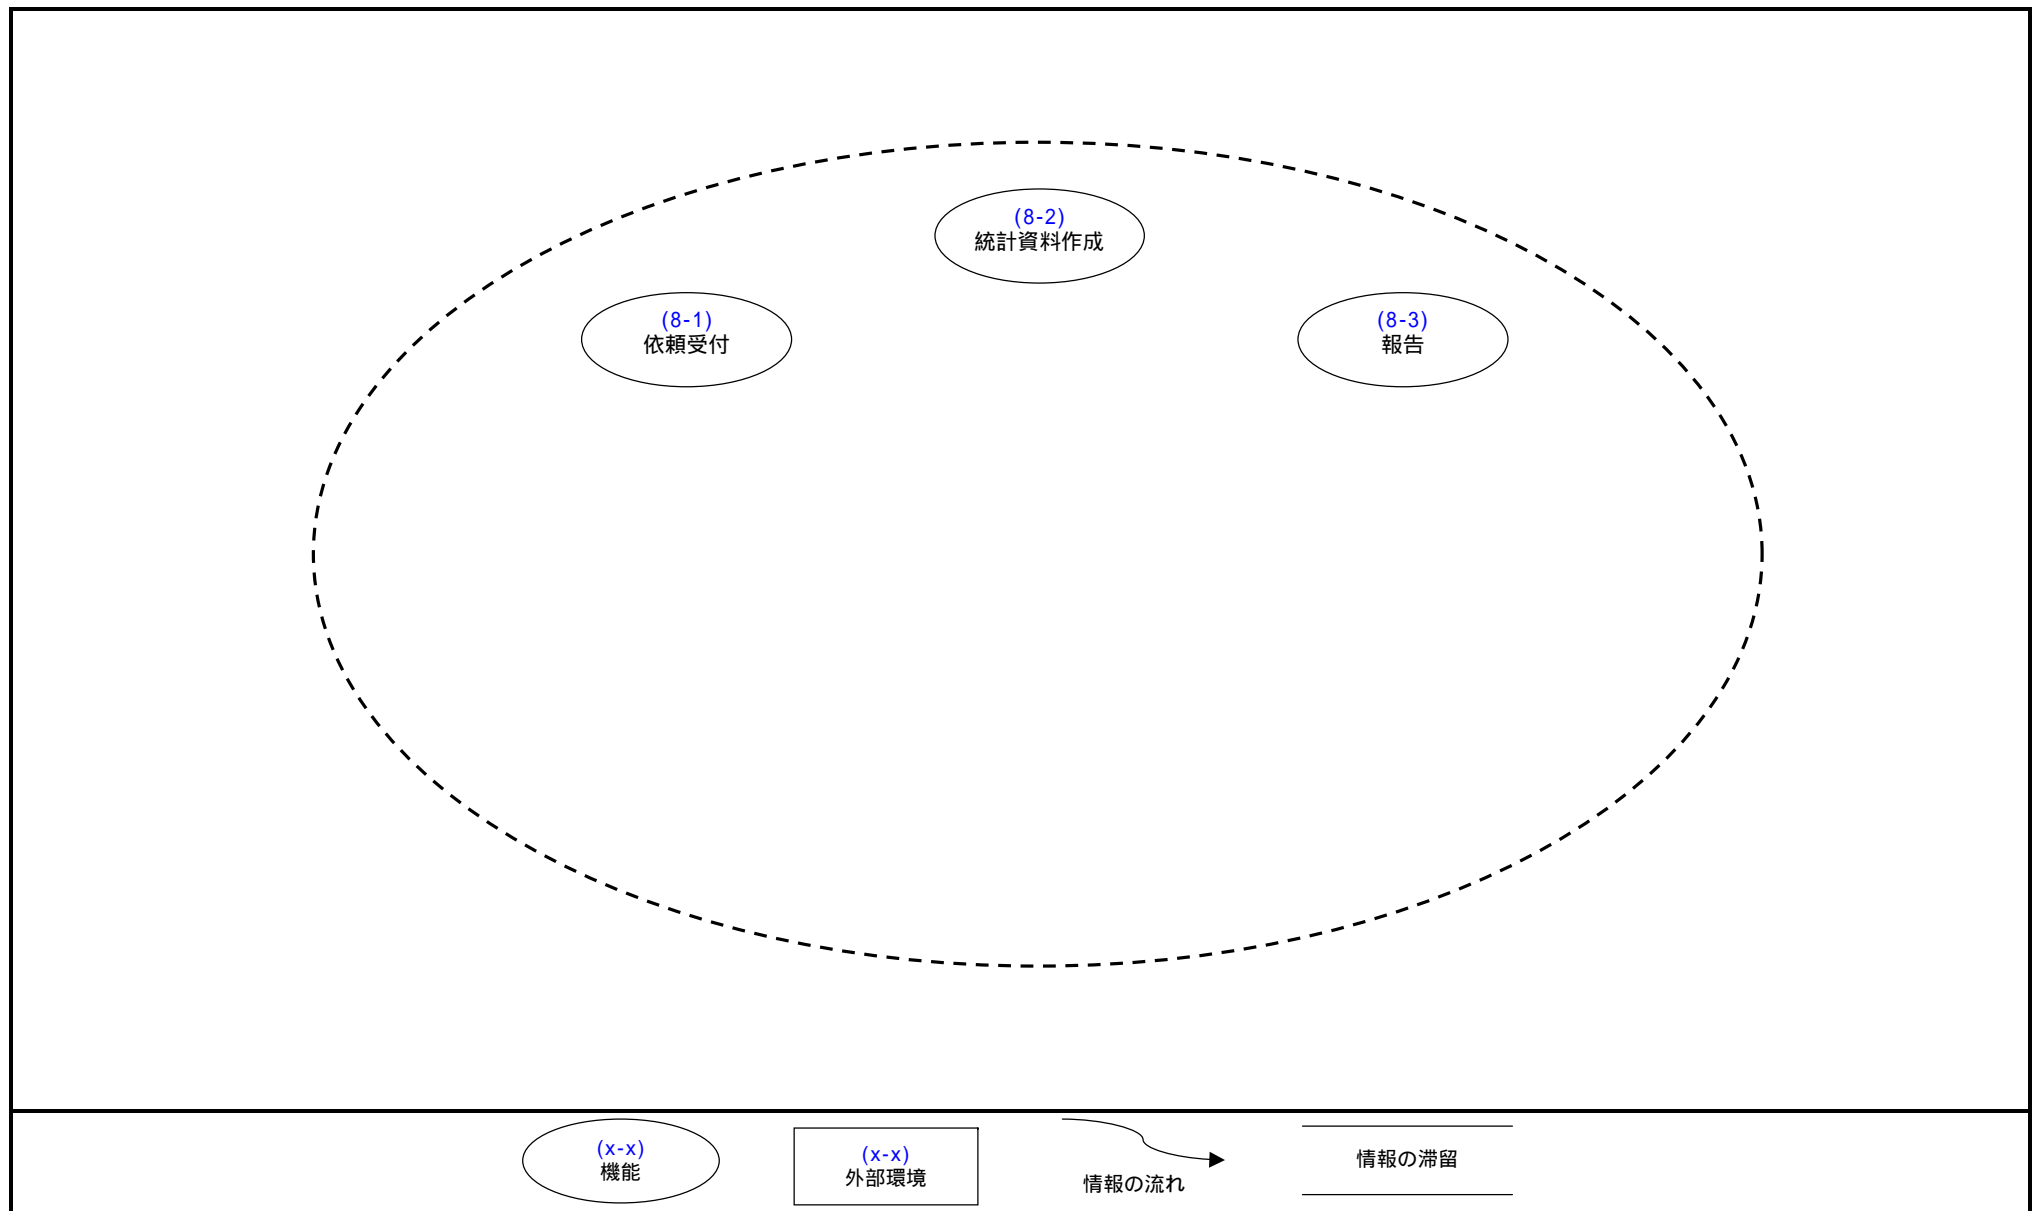 (8-2)
統計資料作成
(8-1)
依頼受付
(8-3)
報告
(x-x)
機能
(x-x)
外部環境
情報の流れ
情報の滞留